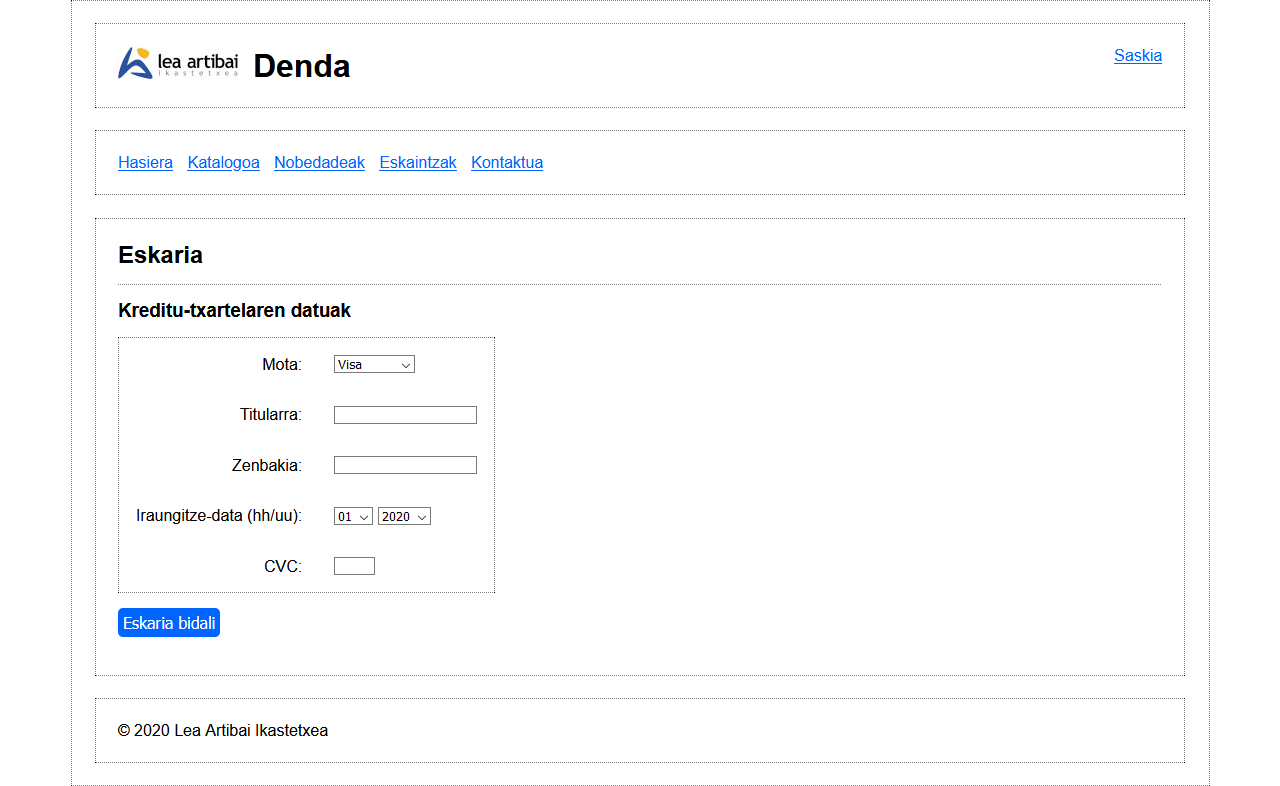 lea artibai
ikastetxea
Denda
Saskia
Hasiera Katalogoa Nobedadeak Eskaintzak Kontaktua
Eskaria
Kreditu-txartelaren datuak
Mota: Visa
Titularra:
Zenbakia:
Iraungitze-data (hh/uu): 01 2020
CVC:
Eskaria bidali
© 2020 Lea Artibai Ikastetxea